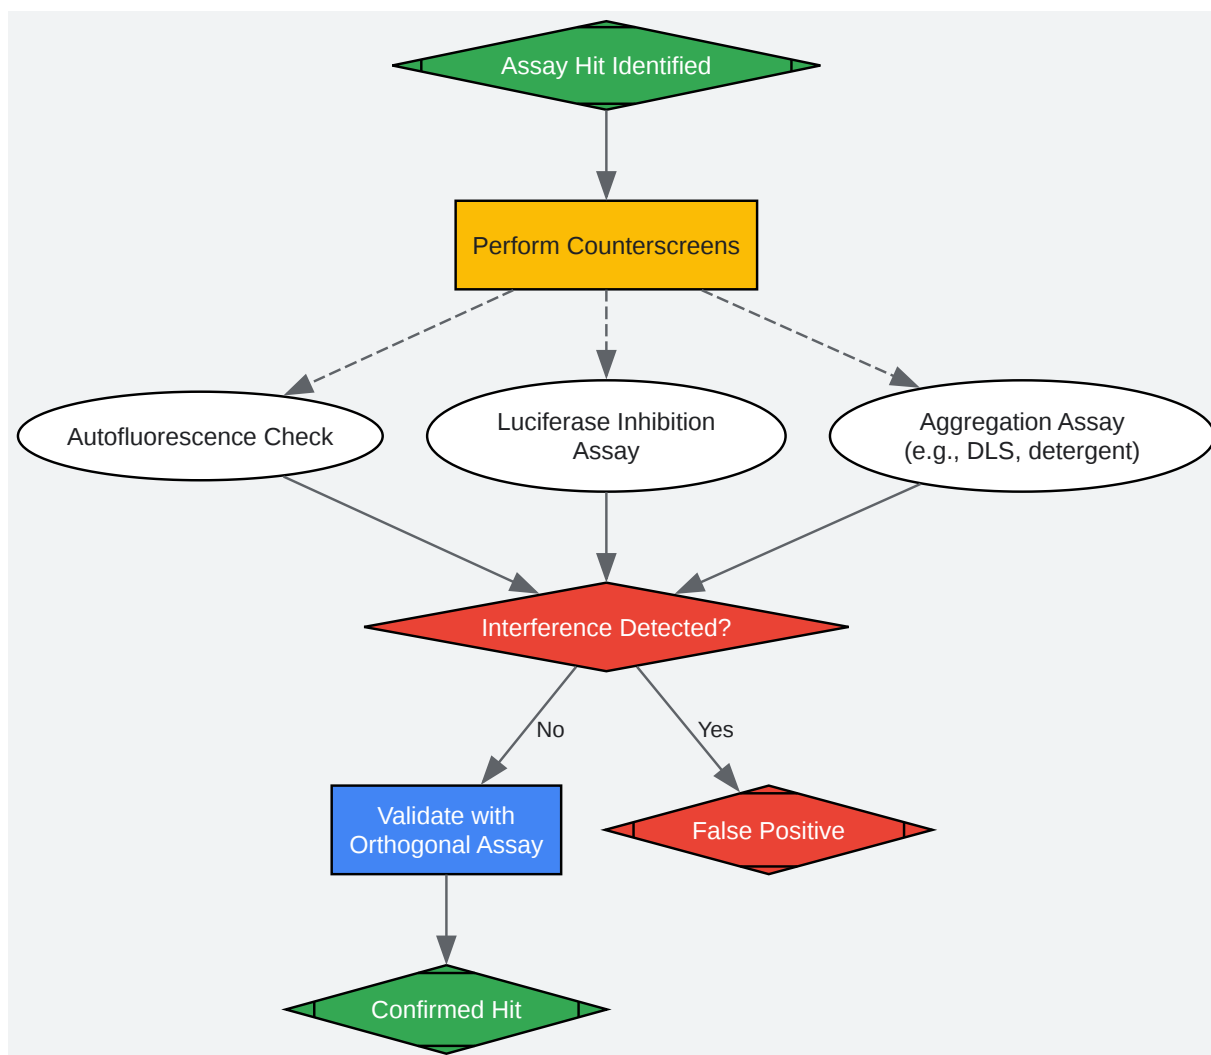 Assay Hit Identified
Perform Counterscreens
Autofluorescence Check
Luciferase Inhibition
Assay
Aggregation Assay
(e.g., DLS, detergent)
Interference Detected?
No
Yes
Validate with
Orthogonal Assay
False Positive
Confirmed Hit